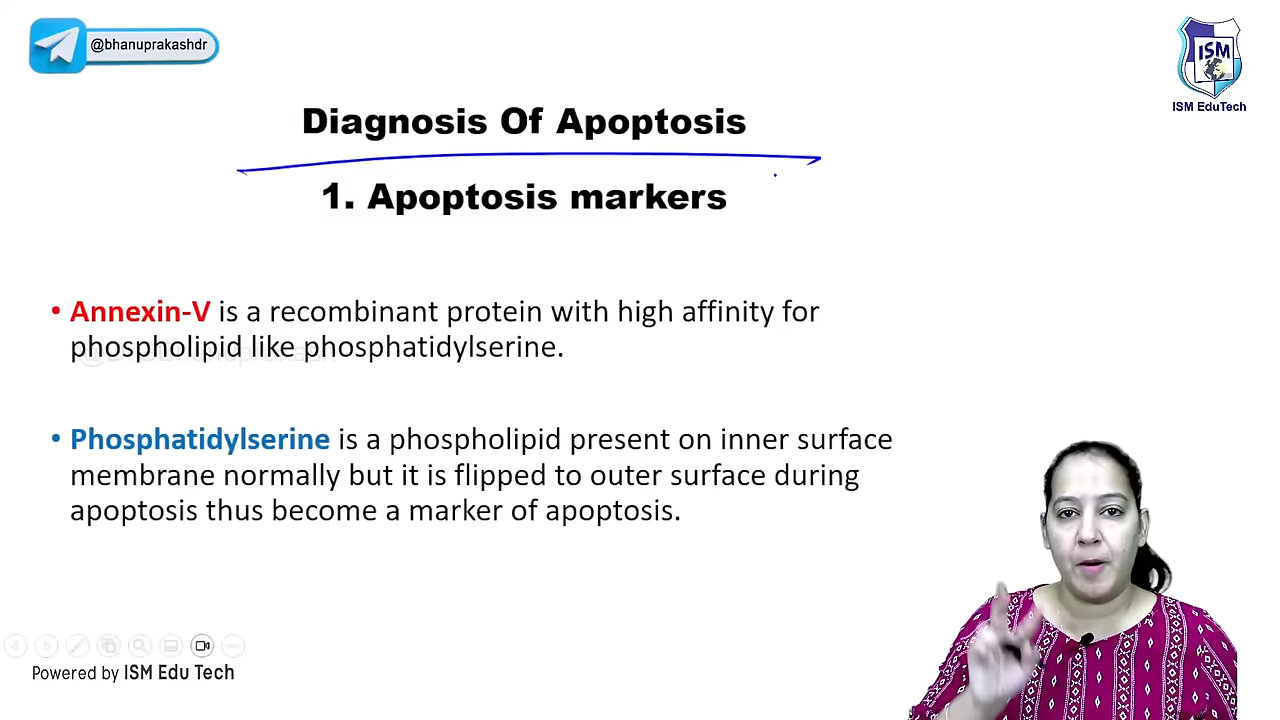 @bhanuprakashdr
ISM
ISM EduTech
Diagnosis Of Apoptosis
1. Apoptosis markers
• Annexin-V is a recombinant protein with high affinity for
phospholipid like phosphatidylserine.
• Phosphatidylserine is a phospholipid present on inner surface
membrane normally but it is flipped to outer surface during
apoptosis thus become a marker of apoptosis.
Powered by ISM Edu Tech